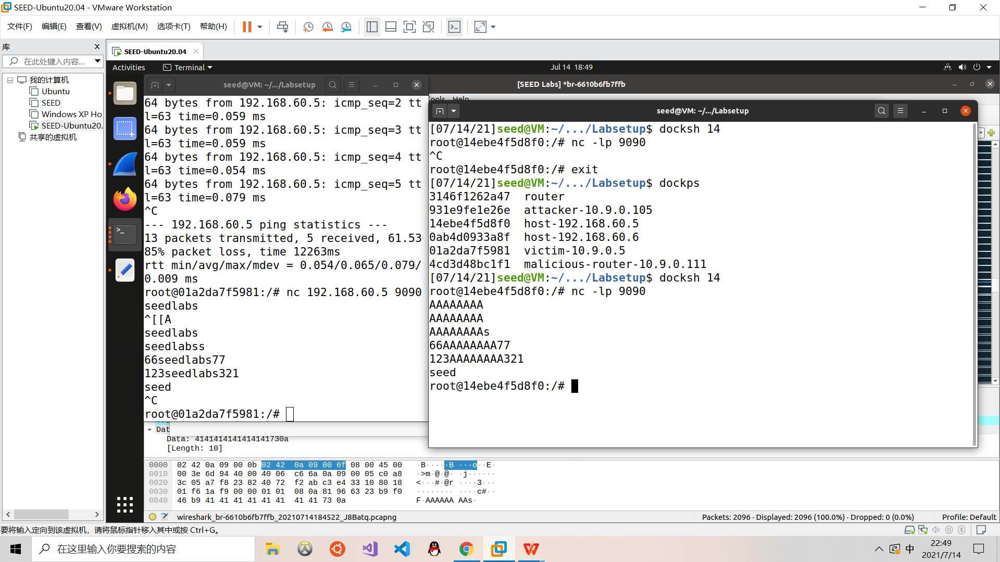 SEED-Ubuntu20.04 - VMware Workstation
文件(F) 编辑(E) 查看(V) 虚拟机(M) 选项卡(T) 帮助(H)
库
在此处键入内容...
我的计算机
Ubuntu
SEED
Windows XP Ho
SEED-Ubuntu20.
共享的虚拟机
SEED-Ubuntu20.04
Activities Terminal Jul 14 18:49
seed@VM: ~/.../Labsetup
64 bytes from 192.168.60.5: icmp_seq=2 tt
l=63 time=0.059 ms
64 bytes from 192.168.60.5: icmp_seq=3 tt
l=63 time=0.059 ms
64 bytes from 192.168.60.5: icmp_seq=4 tt
l=63 time=0.054 ms
64 bytes from 192.168.60.5: icmp_seq=5 tt
l=63 time=0.079 ms
^C
--- 192.168.60.5 ping statistics ---
13 packets transmitted, 5 received, 61.53
85% packet loss, time 12263ms
rtt min/avg/max/mdev = 0.054/0.065/0.079/
0.009 ms
root@01a2da7f5981:/# nc 192.168.60.5 9090
seedlabs
^[[A
seedlabs
seedlabss
66seedlabs77
123seedlabs321
seed
^C
root@01a2da7f5981:/#
[SEED Labs] *br-6610b6fb7ffb
Tools Help
seed@VM: ~/.../Labsetup
[07/14/21]seed@VM:~/.../Labsetup$ docksh 14
root@14ebe4f5d8f0:/# nc -lp 9090
^C
root@14ebe4f5d8f0:/# exit
[07/14/21]seed@VM:~/.../Labsetup$ dockps
3146f1262a47 router
931e9fe1e26e attacker-10.9.0.105
14ebe4f5d8f0 host-192.168.60.5
0ab4d0933a8f host-192.168.60.6
01a2da7f5981 victim-10.9.0.5
4cd3d48bc1f1 malicious-router-10.9.0.111
[07/14/21]seed@VM:~/.../Labsetup$ docksh 14
root@14ebe4f5d8f0:/# nc -lp 9090
AAAAAAAA
AAAAAAAA
AAAAAAAAs
66AAAAAAAA77
123AAAAAAAA321
seed
root@14ebe4f5d8f0:/#
Dat
Data: 4141414141414141730a
[Length: 10]
0000 02 42 0a 09 00 0b 02 42 0a 09 00 6f 08 00 45 00 ·B·····B ···o··E·
0010 00 3e 6d 94 40 00 40 06 c6 6a 0a 09 00 05 c0 a8 ·>m·@·@· ·j······
0020 3c 05 a7 f8 23 82 40 72 f2 ab c3 e4 33 10 80 18 <···#·@r ····3···
0030 01 f6 1a f9 00 00 01 01 08 0a 81 96 63 23 b9 f0 ········ ····c#··
0040 46 b9 41 41 41 41 41 41 41 41 73 0a F·AAAAAA AAs·
wireshark_br-6610b6fb7ffb_20210714184522_J8Batq.pcapng Packets: 2096 · Displayed: 2096 (100.0%) · Dropped: 0 (0.0%) Profile: Default
要将输入定向到该虚拟机，请将鼠标指针移入其中或按 Ctrl+G。
在这里输入你要搜索的内容
中
22:49
2021/7/14